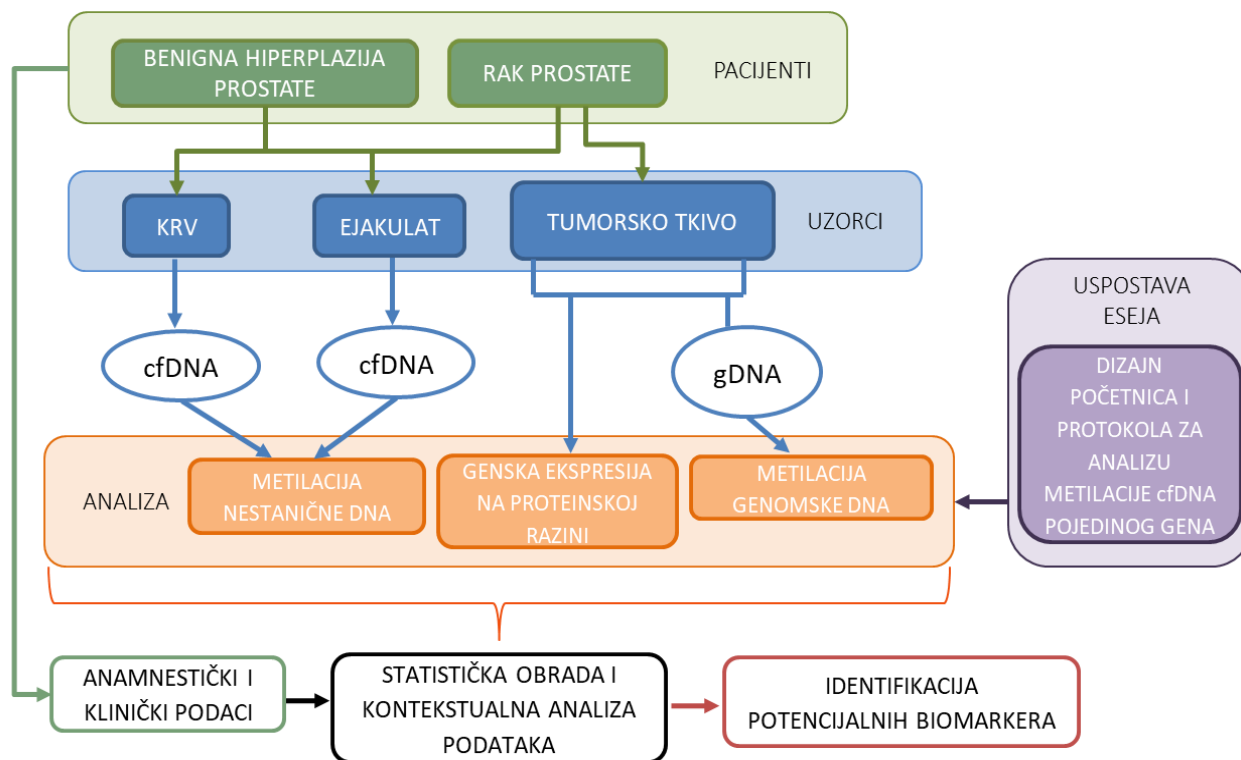 BENIGNA HIPERPLAZIJA
PROSTATE
RAK PROSTATE
PACIJENTI
KRV
EJAKULAT
TUMORSKO TKIVO
UZORCI
cfDNA
cfDNA
gDNA
USPOSTAVA
ESEJA
DIZAJN
POČETNICA I
PROTOKOLA ZA
ANALIZU
METILACIJE cfDNA
POJEDINOG GENA
ANALIZA
METILACIJA
NESTANIČNE DNA
GENSKA EKSPRESIJA
NA PROTEINSKOJ
RAZINI
METILACIJA
GENOMSKE DNA
ANAMNESTIČKI I
KLINIČKI PODACI
STATISTIČKA OBRADA I
KONTEKSTUALNA ANALIZA
PODATAKA
IDENTIFIKACIJA
POTENCIJALNIH BIOMARKERA